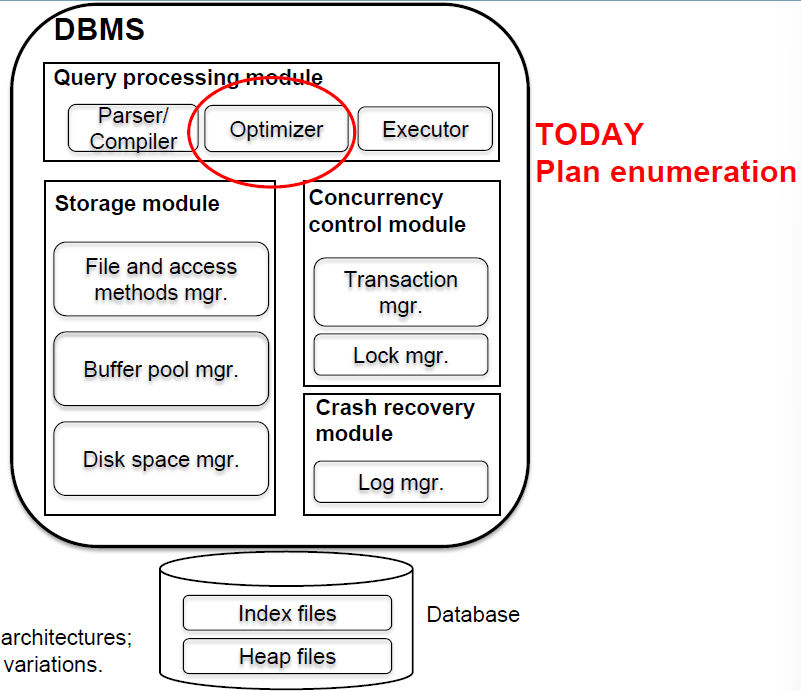 DBMS
Query processing module
Parser/
Compiler
Optimizer
Executor
TODAY
Plan enumeration
Storage module
File and access
methods mgr.
Buffer pool mgr.
Disk space mgr.
Concurrency
control module
Transaction
mgr.
Lock mgr.
Crash recovery
module
Log mgr.
Index files
Heap files
Database
architectures;
variations.